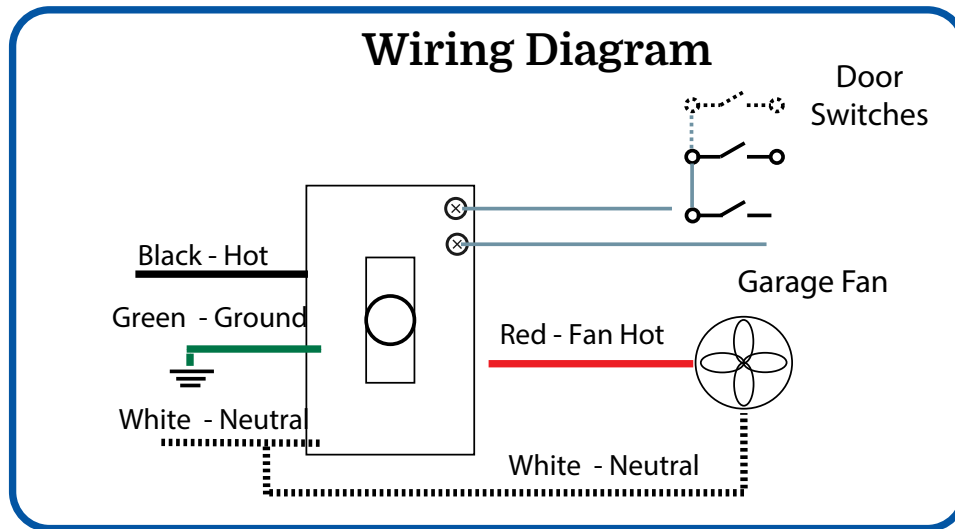 Wiring Diagram
Door
Switches
Black - Hot
Garage Fan
Green - Ground
Red - Fan Hot
White - Neutral
White - Neutral